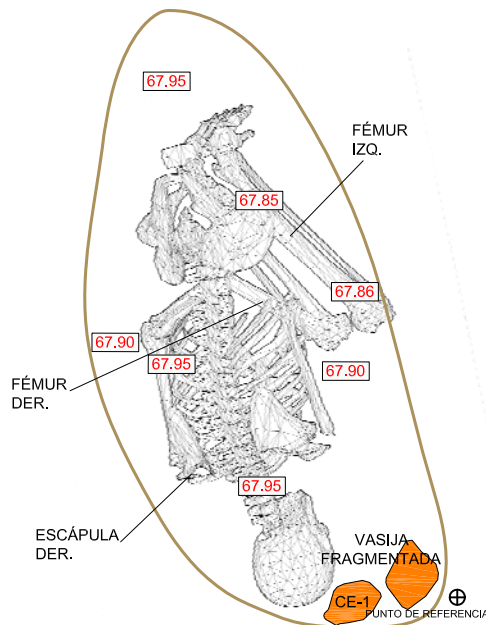 67.95
FÉMUR
IZQ.
67.85
67.86
67.90
67.95
67.90
FÉMUR
DER.
67.95
ESCÁPULA
DER.
VASIJA
FRAGMENTADA
CE-1
PUNTO DE REFERENCIA